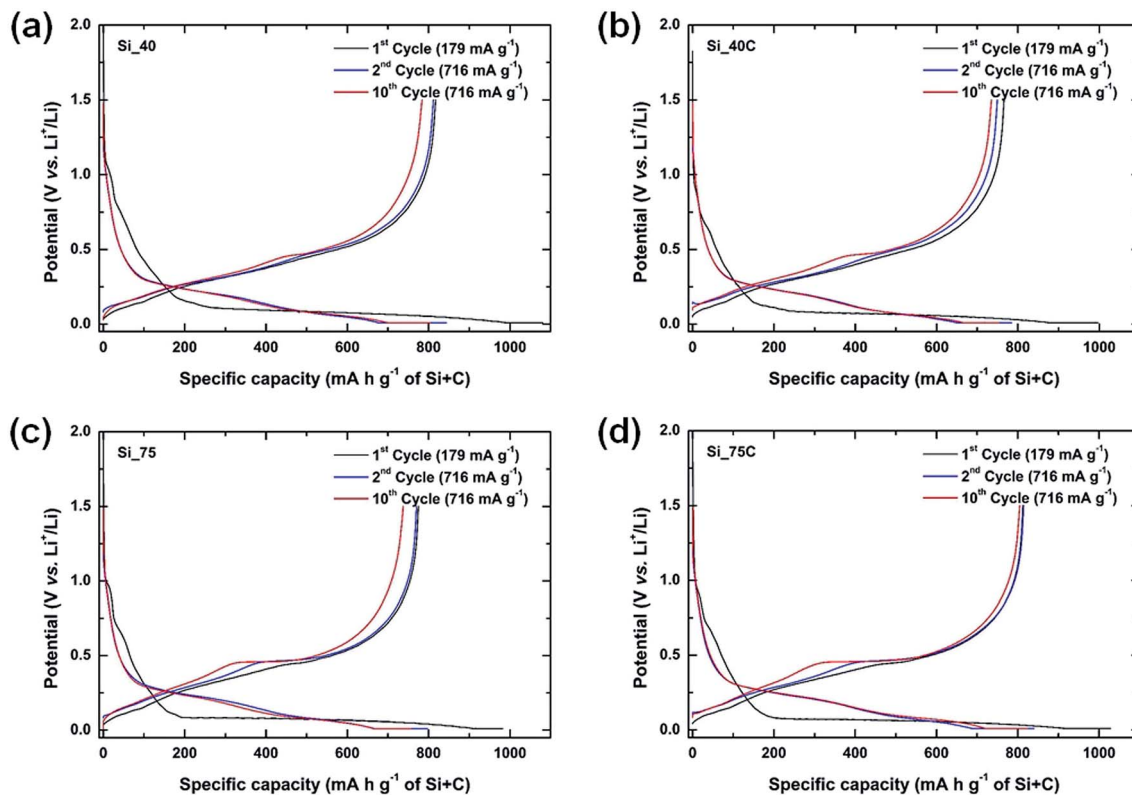 (a)
2.0
Si_40
1st Cycle (179 mA g-1)
2nd Cycle (716 mA g-1)
10th Cycle (716 mA g-1)
1.5
1.0
0.5
0.0
Potential (V vs. Li+/Li)
0 200 400 600 800 1000
Specific capacity (mA h g-1 of Si+C)
(b)
2.0
Si_40C
1st Cycle (179 mA g-1)
2nd Cycle (716 mA g-1)
10th Cycle (716 mA g-1)
1.5
1.0
0.5
0.0
Potential (V vs. Li+/Li)
0 200 400 600 800 1000
Specific capacity (mA h g-1 of Si+C)
(c)
2.0
Si_75
1st Cycle (179 mA g-1)
2nd Cycle (716 mA g-1)
10th Cycle (716 mA g-1)
1.5
1.0
0.5
0.0
Potential (V vs. Li+/Li)
0 200 400 600 800 1000
Specific capacity (mA h g-1 of Si+C)
(d)
2.0
Si_75C
1st Cycle (179 mA g-1)
2nd Cycle (716 mA g-1)
10th Cycle (716 mA g-1)
1.5
1.0
0.5
0.0
Potential (V vs. Li+/Li)
0 200 400 600 800 1000
Specific capacity (mA h g-1 of Si+C)